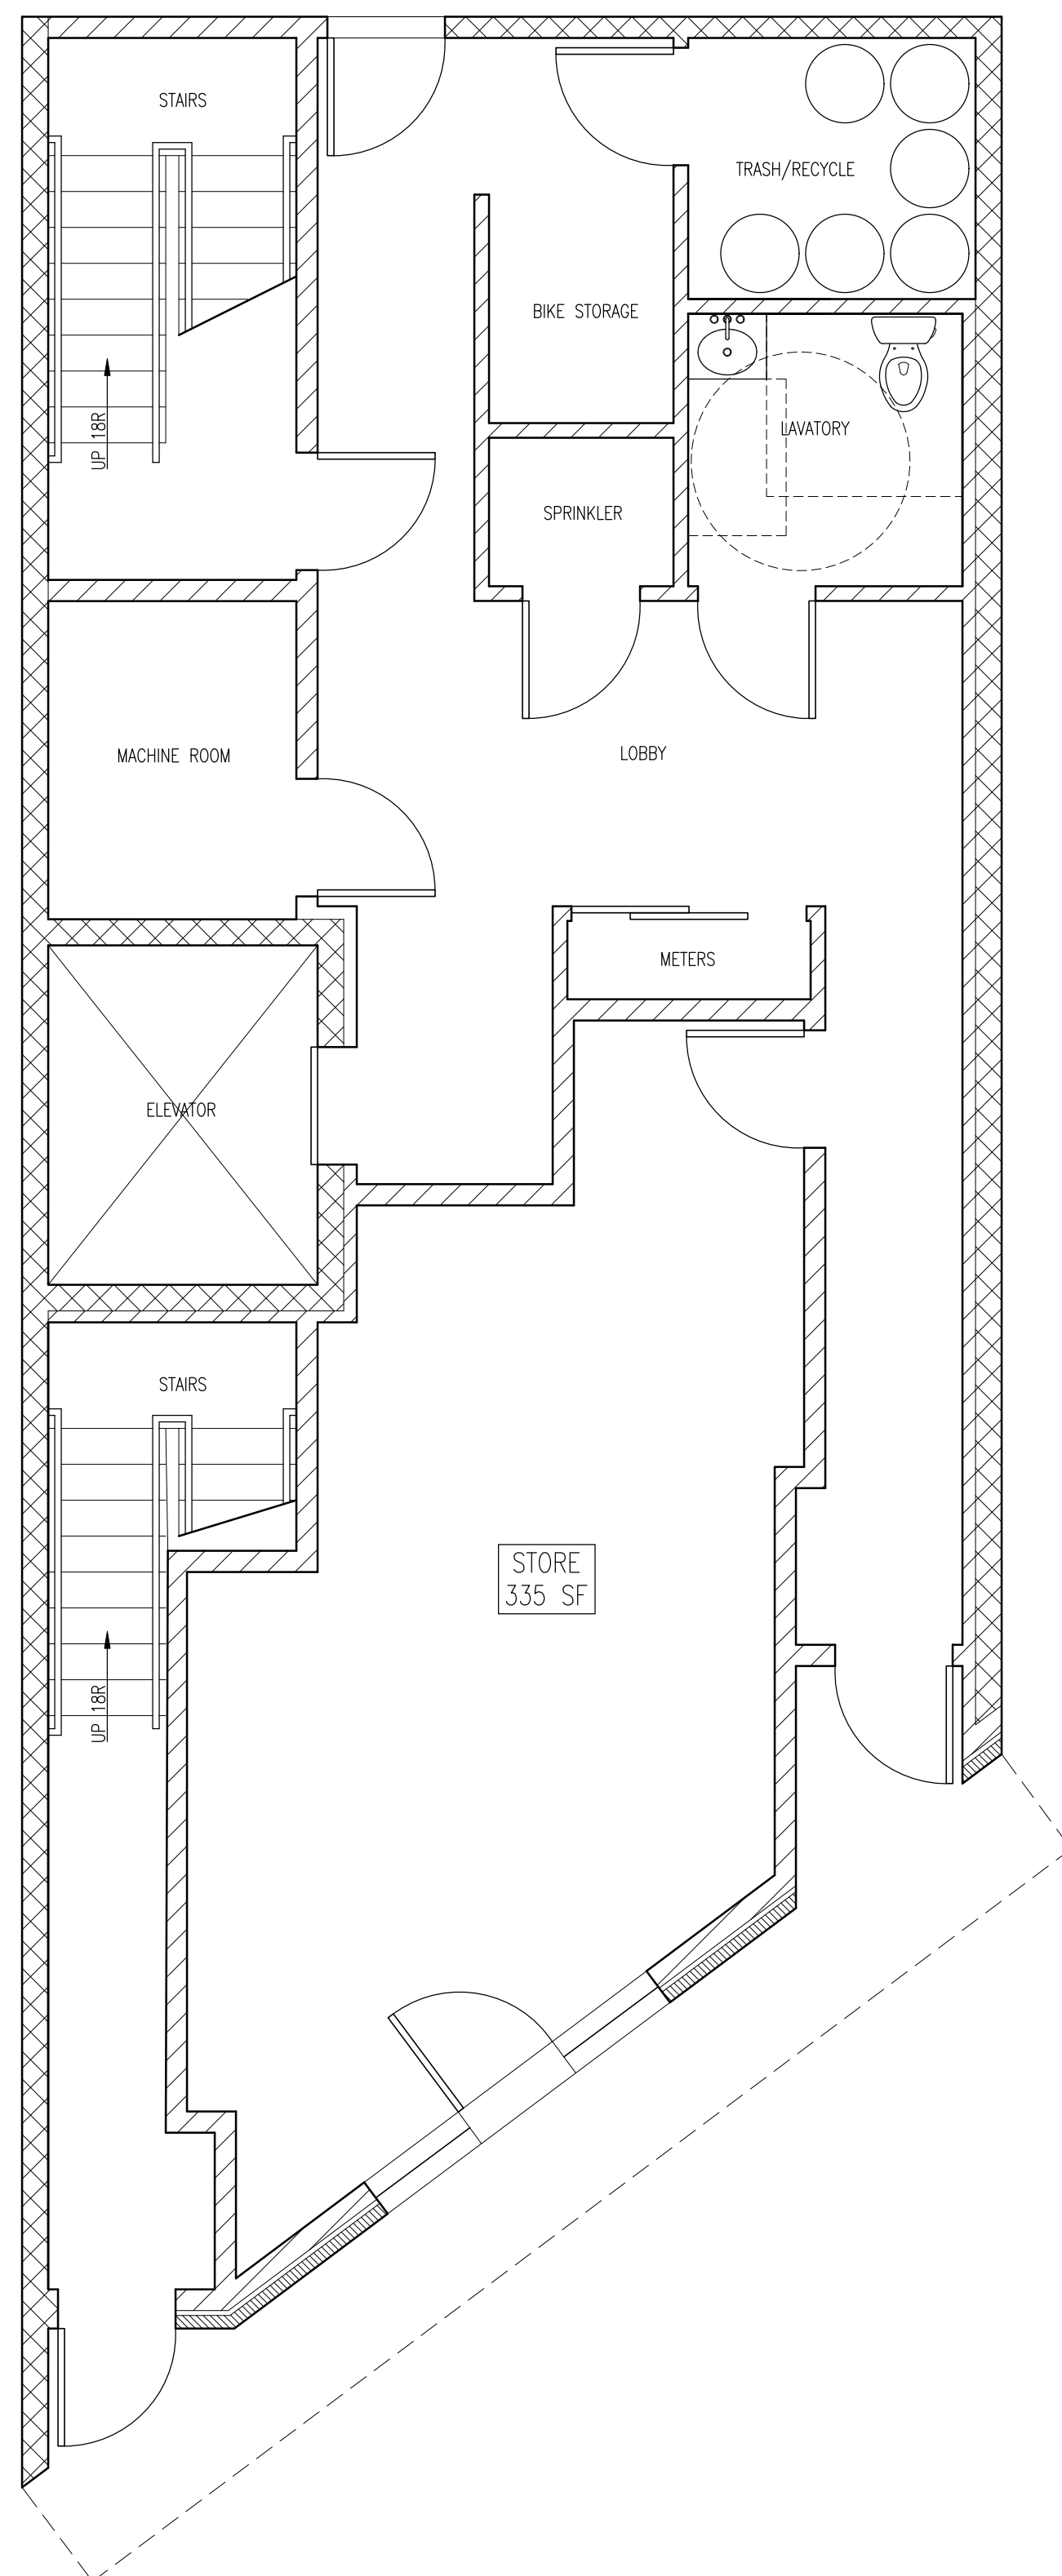 STAIRS
TRASH/RECYCLE
BIKE STORAGE
UP 18R
LAVATORY
SPRINKLER
MACHINE ROOM
LOBBY
METERS
ELEVATOR
STAIRS
STORE
335 SF
UP 18R